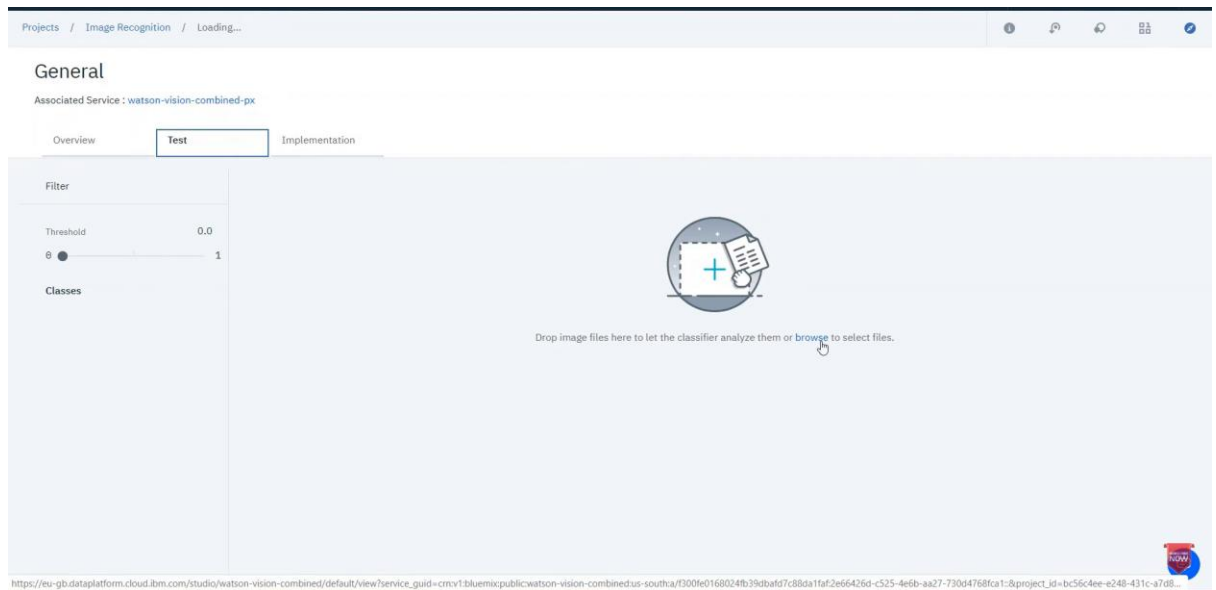 Projects / Image Recognition / Loading...
General
Associated Service : watson-vision-combined-px
Overview Test Implementation
Filter
Threshold 0.0
0 1
Classes
Drop image files here to let the classifier analyze them or browse to select files.
NOW
https://eu-gb.dataplatform.cloud.ibm.com/studio/watson-vision-combined/default/view?service_guid=crn:v1:bluemix:public:watson-vision-combined:us-south:a/f300fe0168024fb39dbafd7c88da1faf:2e66426d-c525-4e6b-aa27-730d4768fca1::&project_id=bc56c4ee-e248-431c-a7d8...